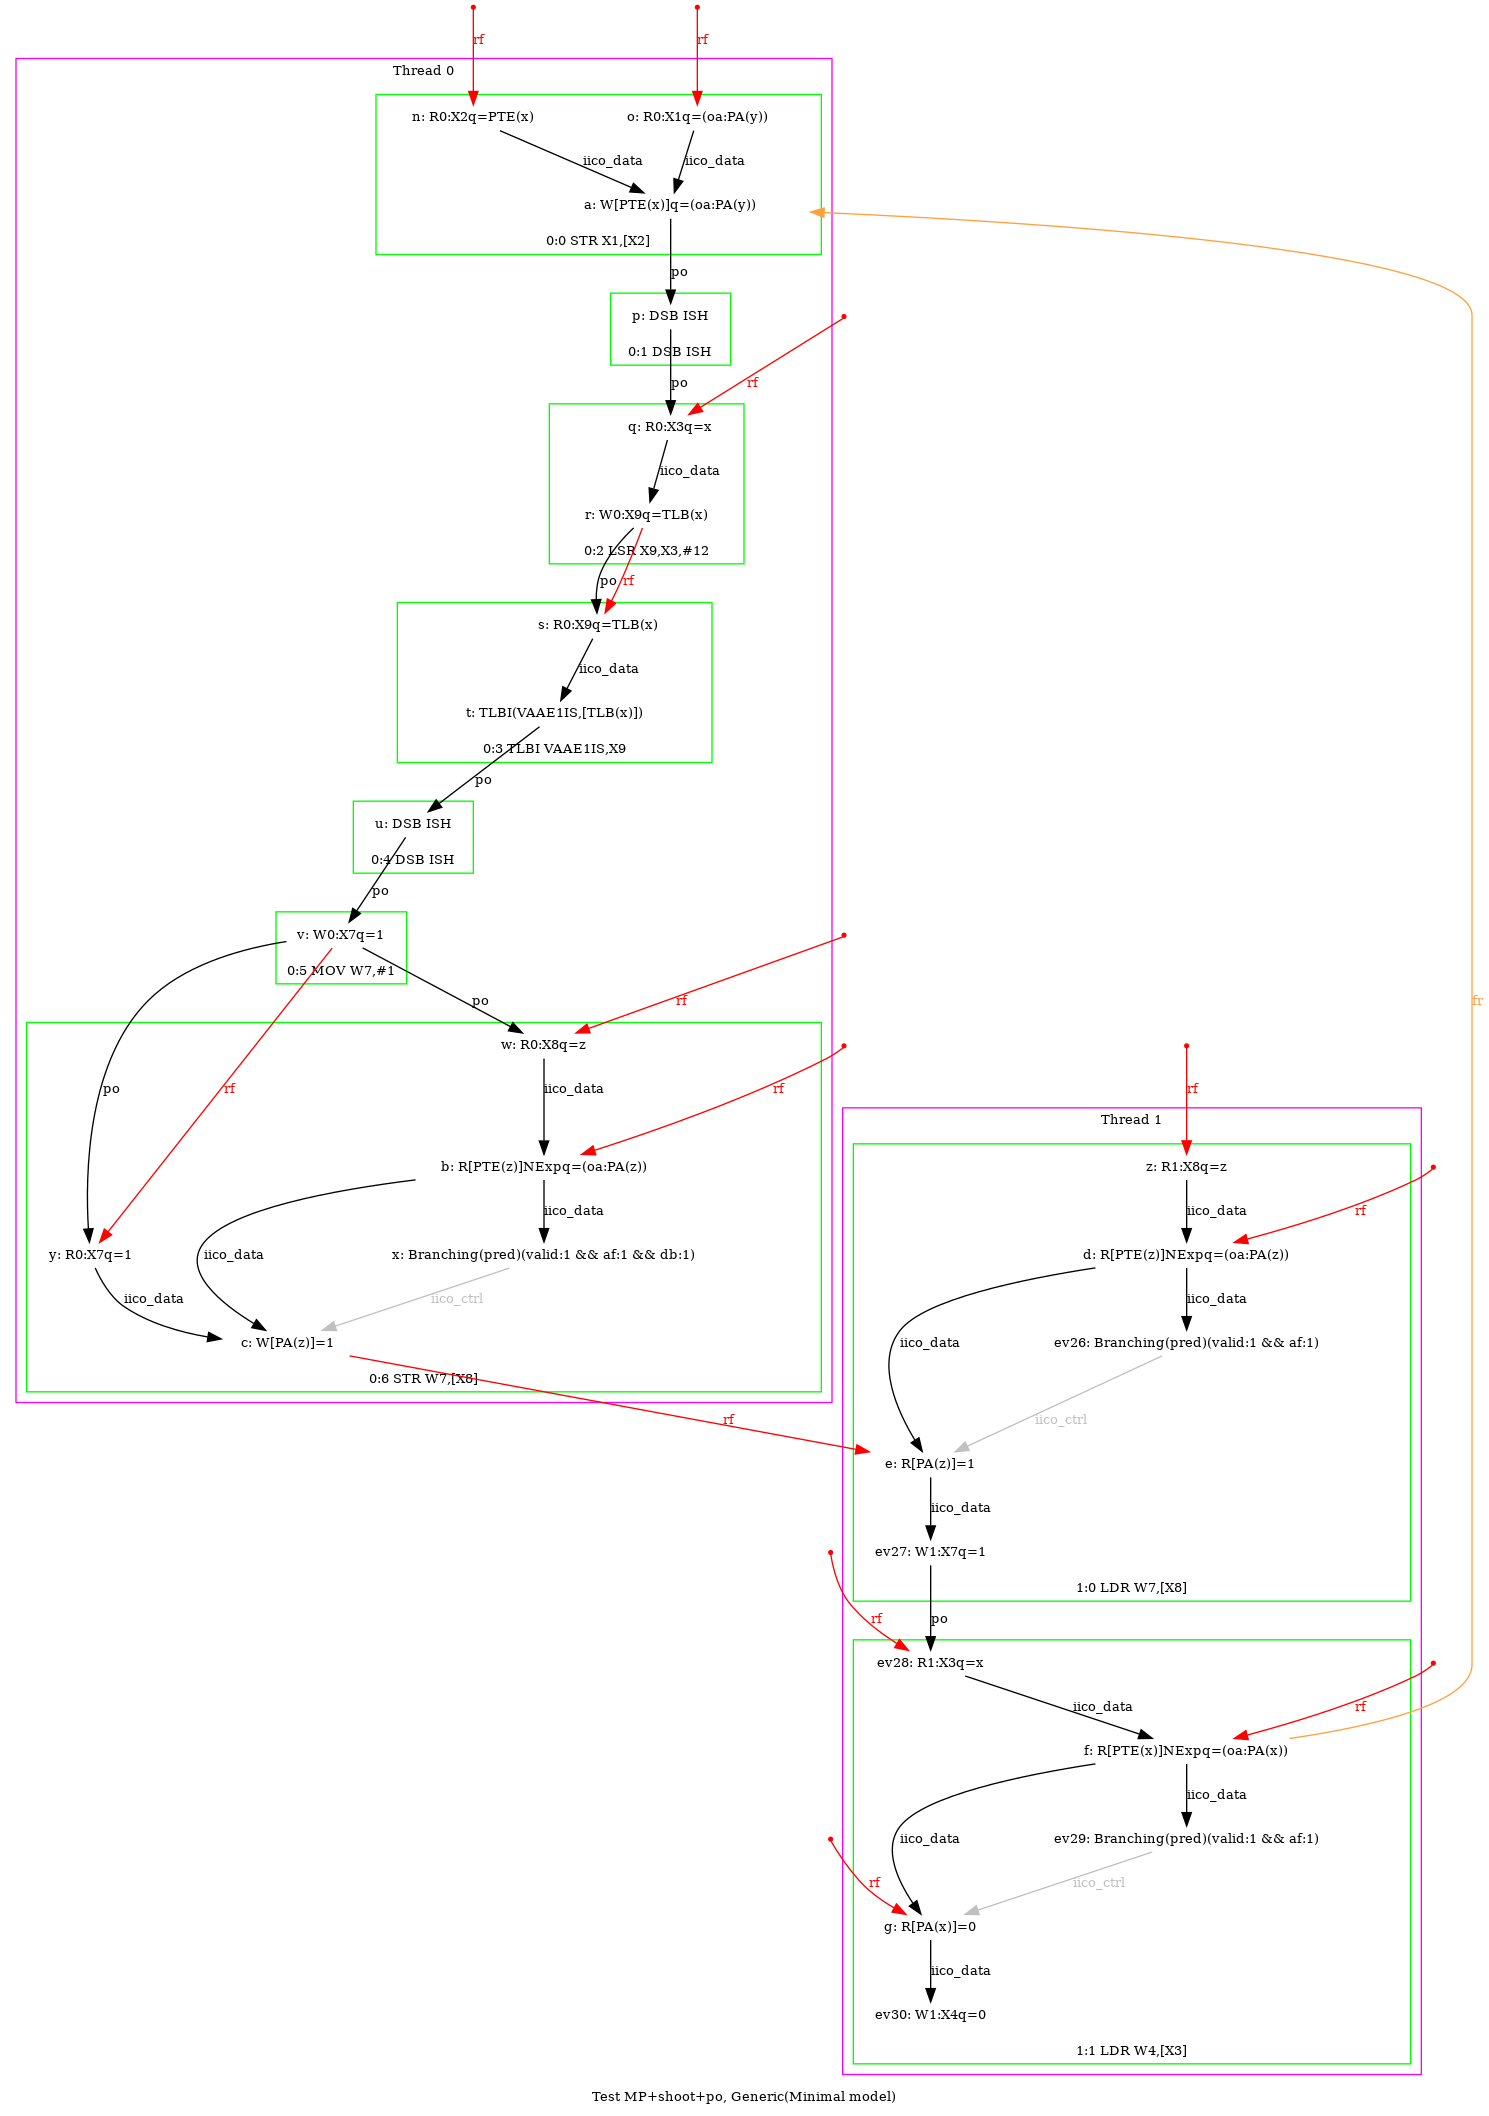 rf
rf
Thread 0
n: R0:X2q=PTE(x)
o: R0:X1q=(oa:PA(y))
iico_data
iico_data
a: W[PTE(x)]q=(oa:PA(y))
0:0 STR X1,[X2]
po
p: DSB ISH
0:1 DSB ISH
po
rf
q: R0:X3q=x
iico_data
r: W0:X9q=TLB(x)
0:2 LSR X9,X3,#12
po
rf
s: R0:X9q=TLB(x)
iico_data
t: TLBI(VAAE1IS,[TLB(x)])
0:3 TLBI VAAE1IS,X9
po
u: DSB ISH
0:4 DSB ISH
po
v: W0:X7q=1
0:5 MOV W7,#1
po
rf
fr
w: R0:X8q=z
po
rf
iico_data
rf
rf
Thread 1
b: R[PTE(z)]NExpq=(oa:PA(z))
z: R1:X8q=z
iico_data
iico_data
rf
y: R0:X7q=1
iico_data
x: Branching(pred)(valid:1 && af:1 && db:1)
d: R[PTE(z)]NExpq=(oa:PA(z))
iico_data
iico_ctrl
iico_data
c: W[PA(z)]=1
iico_data
ev26: Branching(pred)(valid:1 && af:1)
0:6 STR W7,[X8]
rf
iico_ctrl
e: R[PA(z)]=1
iico_data
ev27: W1:X7q=1
1:0 LDR W7,[X8]
rf
po
ev28: R1:X3q=x
iico_data
rf
f: R[PTE(x)]NExpq=(oa:PA(x))
iico_data
iico_data
ev29: Branching(pred)(valid:1 && af:1)
rf
iico_ctrl
g: R[PA(x)]=0
iico_data
ev30: W1:X4q=0
1:1 LDR W4,[X3]
Test MP+shoot+po, Generic(Minimal model)